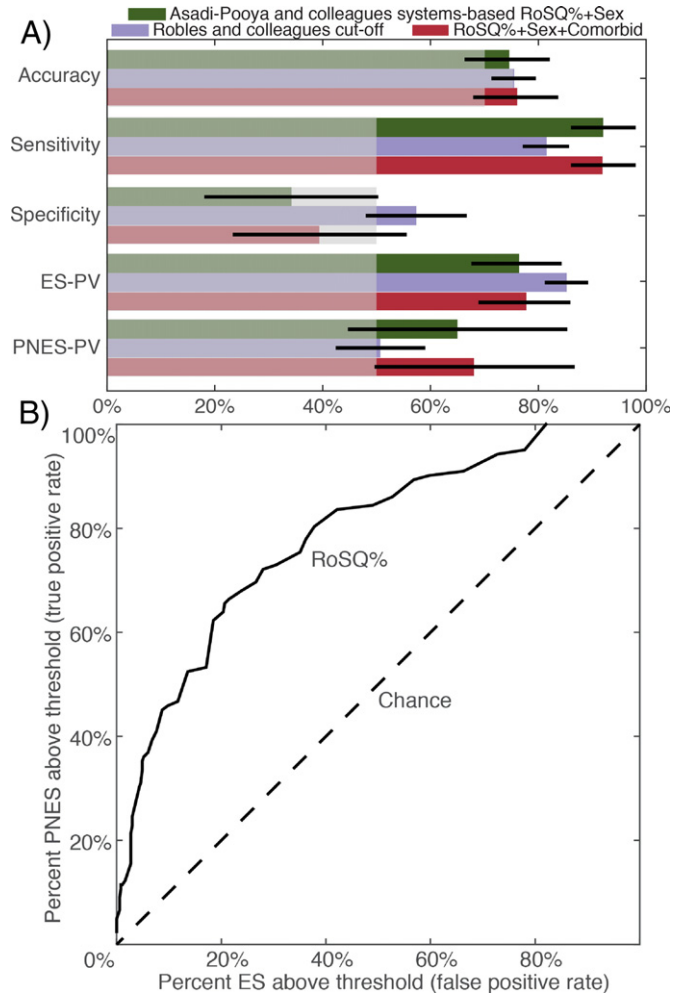 A)
Asadi-Pooya and colleagues systems-based RoSQ%+Sex
Robles and colleagues cut-off
RoSQ%+Sex+Comorbid
Accuracy
Sensitivity
Specificity
ES-PV
PNES-PV
0%
20%
40%
60%
80%
100%
B)
100%
80%
60%
40%
20%
0%
Percent PNES above threshold (true positive rate)
RoSQ%
Chance
20%
40%
60%
80%
Percent ES above threshold (false positive rate)